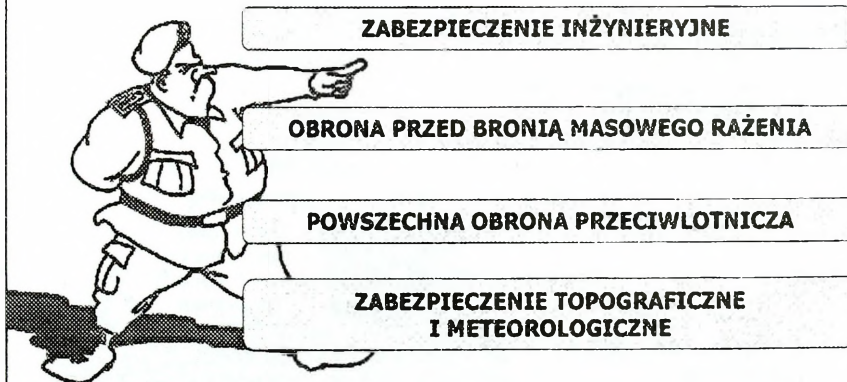 ZABEZPIECZENIE INŻYNIERYJNE
OBRONA PRZED BRONIĄ MASOWEGO RAŻENIA
POWSZECHNA OBRONA PRZECIWLOTNICZA
ZABEZPIECZENIE TOPOGRAFICZNE
I METEOROLOGICZNE